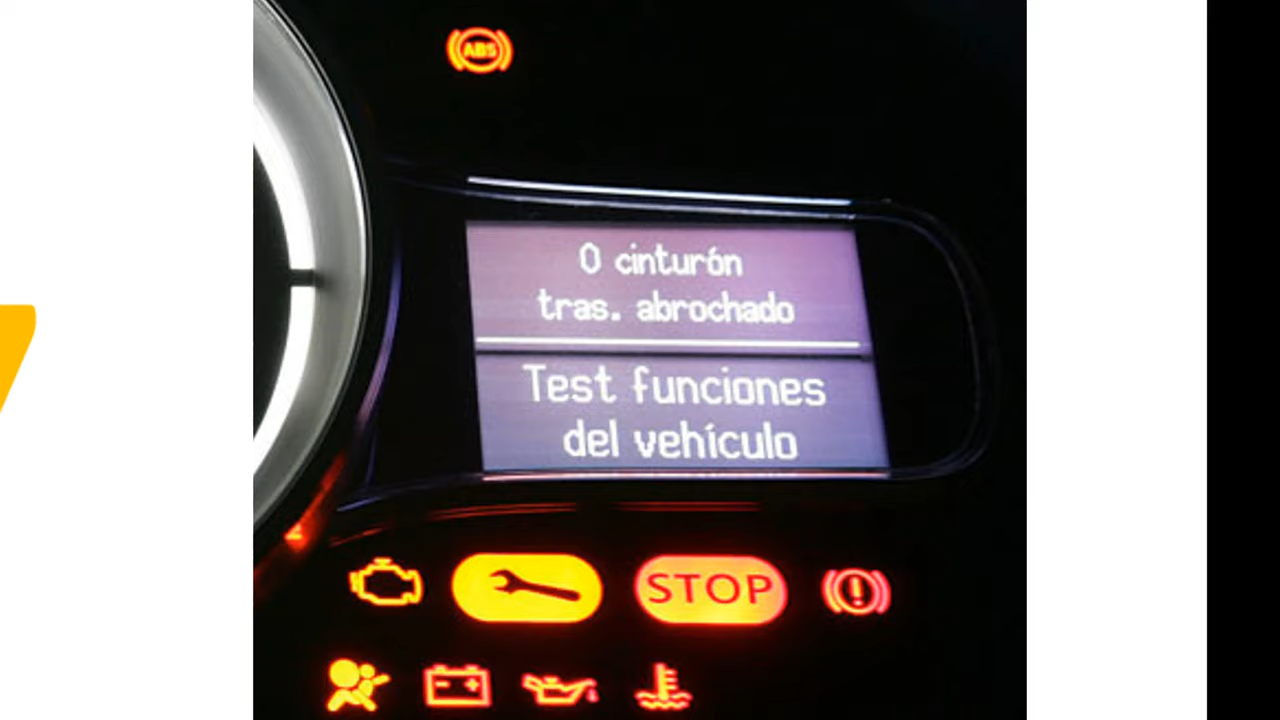 ABS
0 cinturón
tras. abrochado
Test funciones
del vehículo
STOP